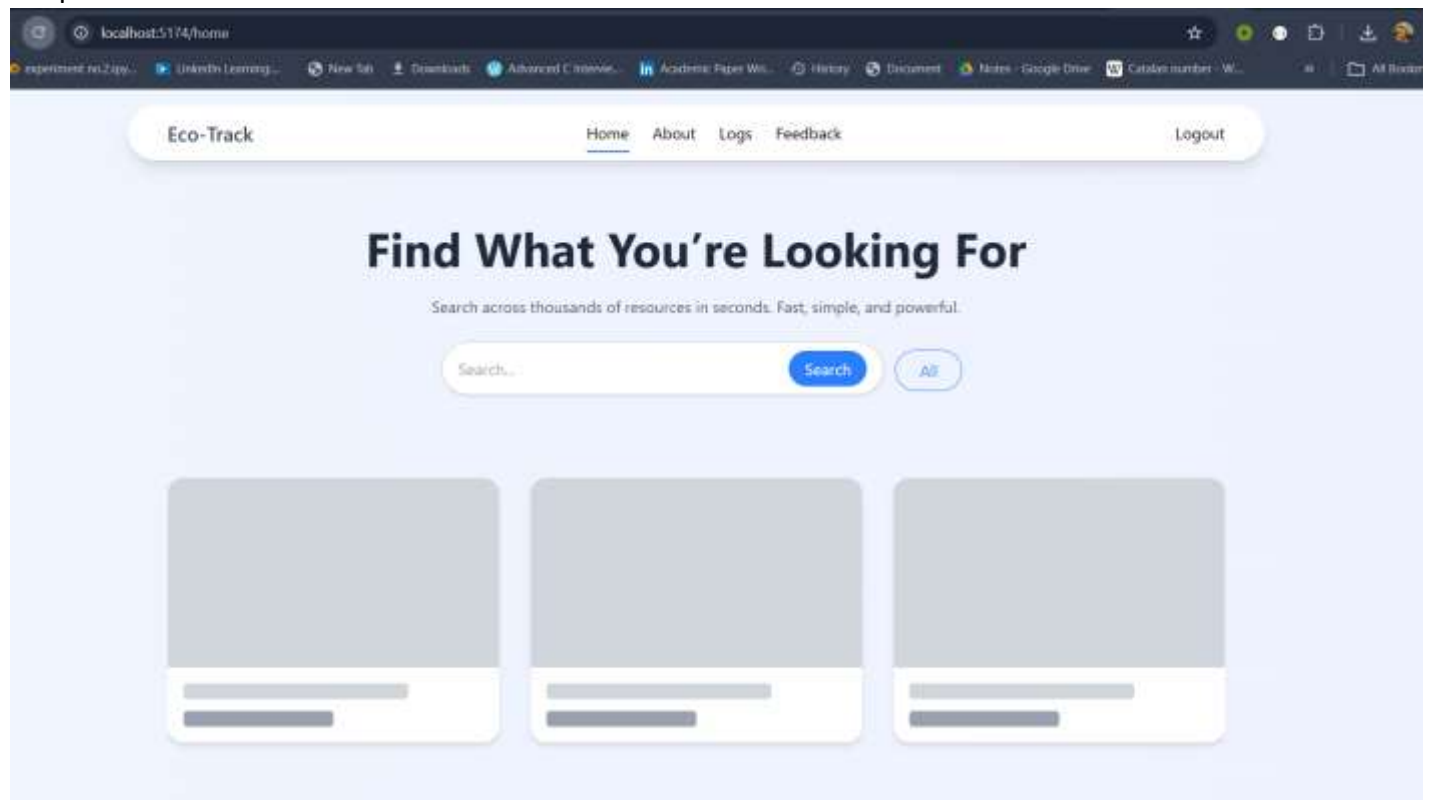 localhost:5174/home
experiment no.2.ipy... LinkedIn Learning... New Tab Downloads Advanced C Intervie... Academic Paper Wri... History Document Notes - Google Drive Catalan number - W... All Bookm
Eco-Track Home About Logs Feedback Logout
Find What You’re Looking For
Search across thousands of resources in seconds. Fast, simple, and powerful.
Search... Search All